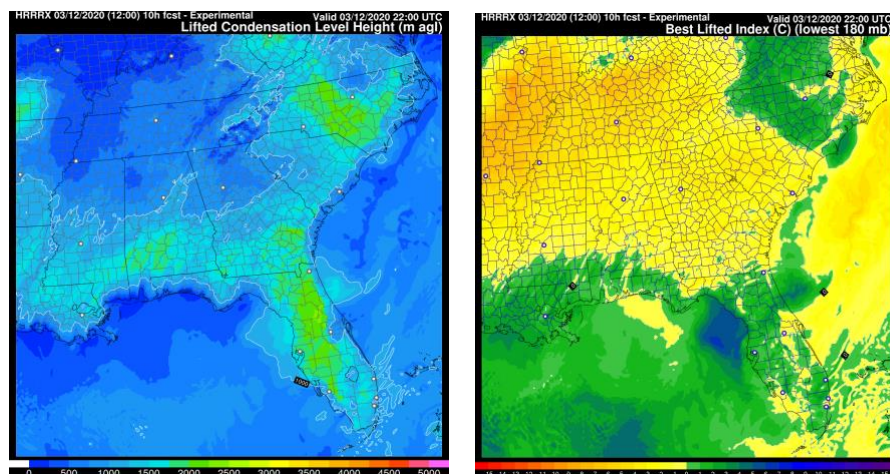 HRRRX 03/12/2020 (12:00) 10h fcst - Experimental
Valid 03/12/2020 22:00 UTC
Lifted Condensation Level Height (m agl)
1000
0 500 1000 1500 2000 2500 3000 3500 4000 4500 5000
HRRRX 03/12/2020 (12:00) 10h fcst - Experimental
Valid 03/12/2020 22:00 UTC
Best Lifted Index (C) (lowest 180 mb)